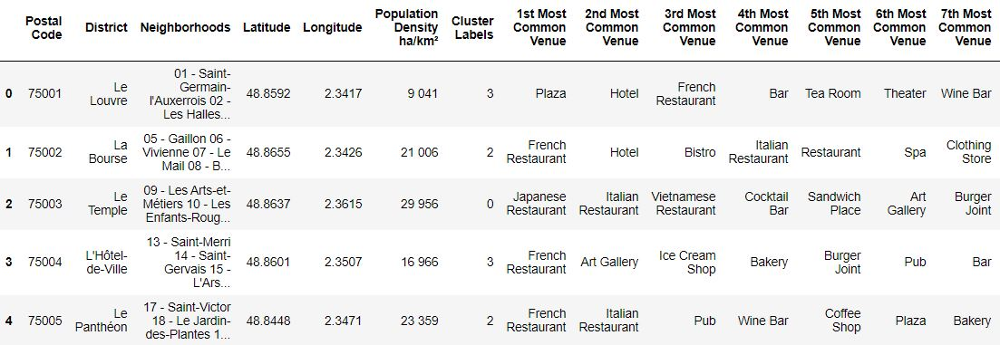 Postal Code District Neighborhoods Latitude Longitude Population Density ha/km² Cluster Labels 1st Most Common Venue 2nd Most Common Venue 3rd Most Common Venue 4th Most Common Venue 5th Most Common Venue 6th Most Common Venue 7th Most Common Venue
0 75001 Le Louvre 01 - Saint-Germain-l'Auxerrois 02 - Les Halles... 48.8592 2.3417 9 041 3 Plaza Hotel French Restaurant Bar Tea Room Theater Wine Bar
1 75002 La Bourse 05 - Gaillon 06 - Vivienne 07 - Le Mail 08 - B... 48.8655 2.3426 21 006 2 French Restaurant Hotel Bistro Italian Restaurant Restaurant Spa Clothing Store
2 75003 Le Temple 09 - Les Arts-et-Métiers 10 - Les Enfants-Roug... 48.8637 2.3615 29 956 0 Japanese Restaurant Italian Restaurant Vietnamese Restaurant Cocktail Bar Sandwich Place Art Gallery Burger Joint
3 75004 L'Hôtel-de-Ville 13 - Saint-Merri 14 - Saint-Gervais 15 - L'Ars... 48.8601 2.3507 16 966 3 French Restaurant Art Gallery Ice Cream Shop Bakery Burger Joint Pub Bar
4 75005 Le Panthéon 17 - Saint-Victor 18 - Le Jardin-des-Plantes 1... 48.8448 2.3471 23 359 2 French Restaurant Italian Restaurant Pub Wine Bar Coffee Shop Plaza Bakery